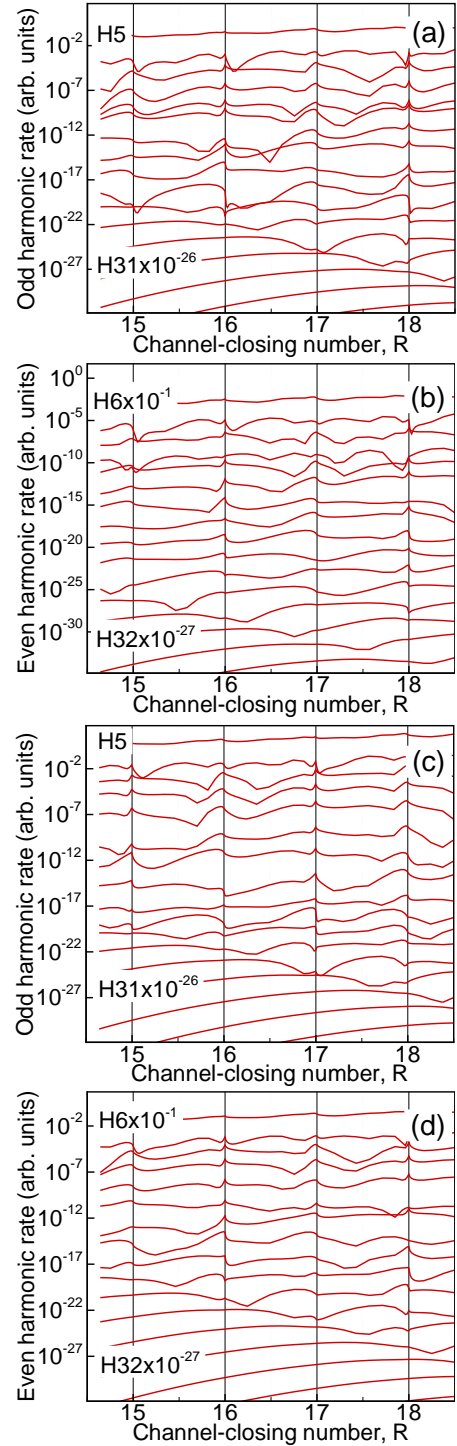 (a)
H5
10^-2
10^-7
10^-12
10^-17
10^-22
10^-27
Odd harmonic rate (arb. units)
H31x10^-26
15 16 17 18
Channel-closing number, R
(b)
10^0
H6x10^-1
10^-5
10^-10
10^-15
10^-20
10^-25
10^-30
Even harmonic rate (arb. units)
H32x10^-27
15 16 17 18
Channel-closing number, R
(c)
H5
10^-2
10^-7
10^-12
10^-17
10^-22
10^-27
Odd harmonic rate (arb. units)
H31x10^-26
15 16 17 18
Channel-closing number, R
(d)
H6x10^-1
10^-2
10^-7
10^-12
10^-17
10^-22
10^-27
Even harmonic rate (arb. units)
H32x10^-27
15 16 17 18
Channel-closing number, R